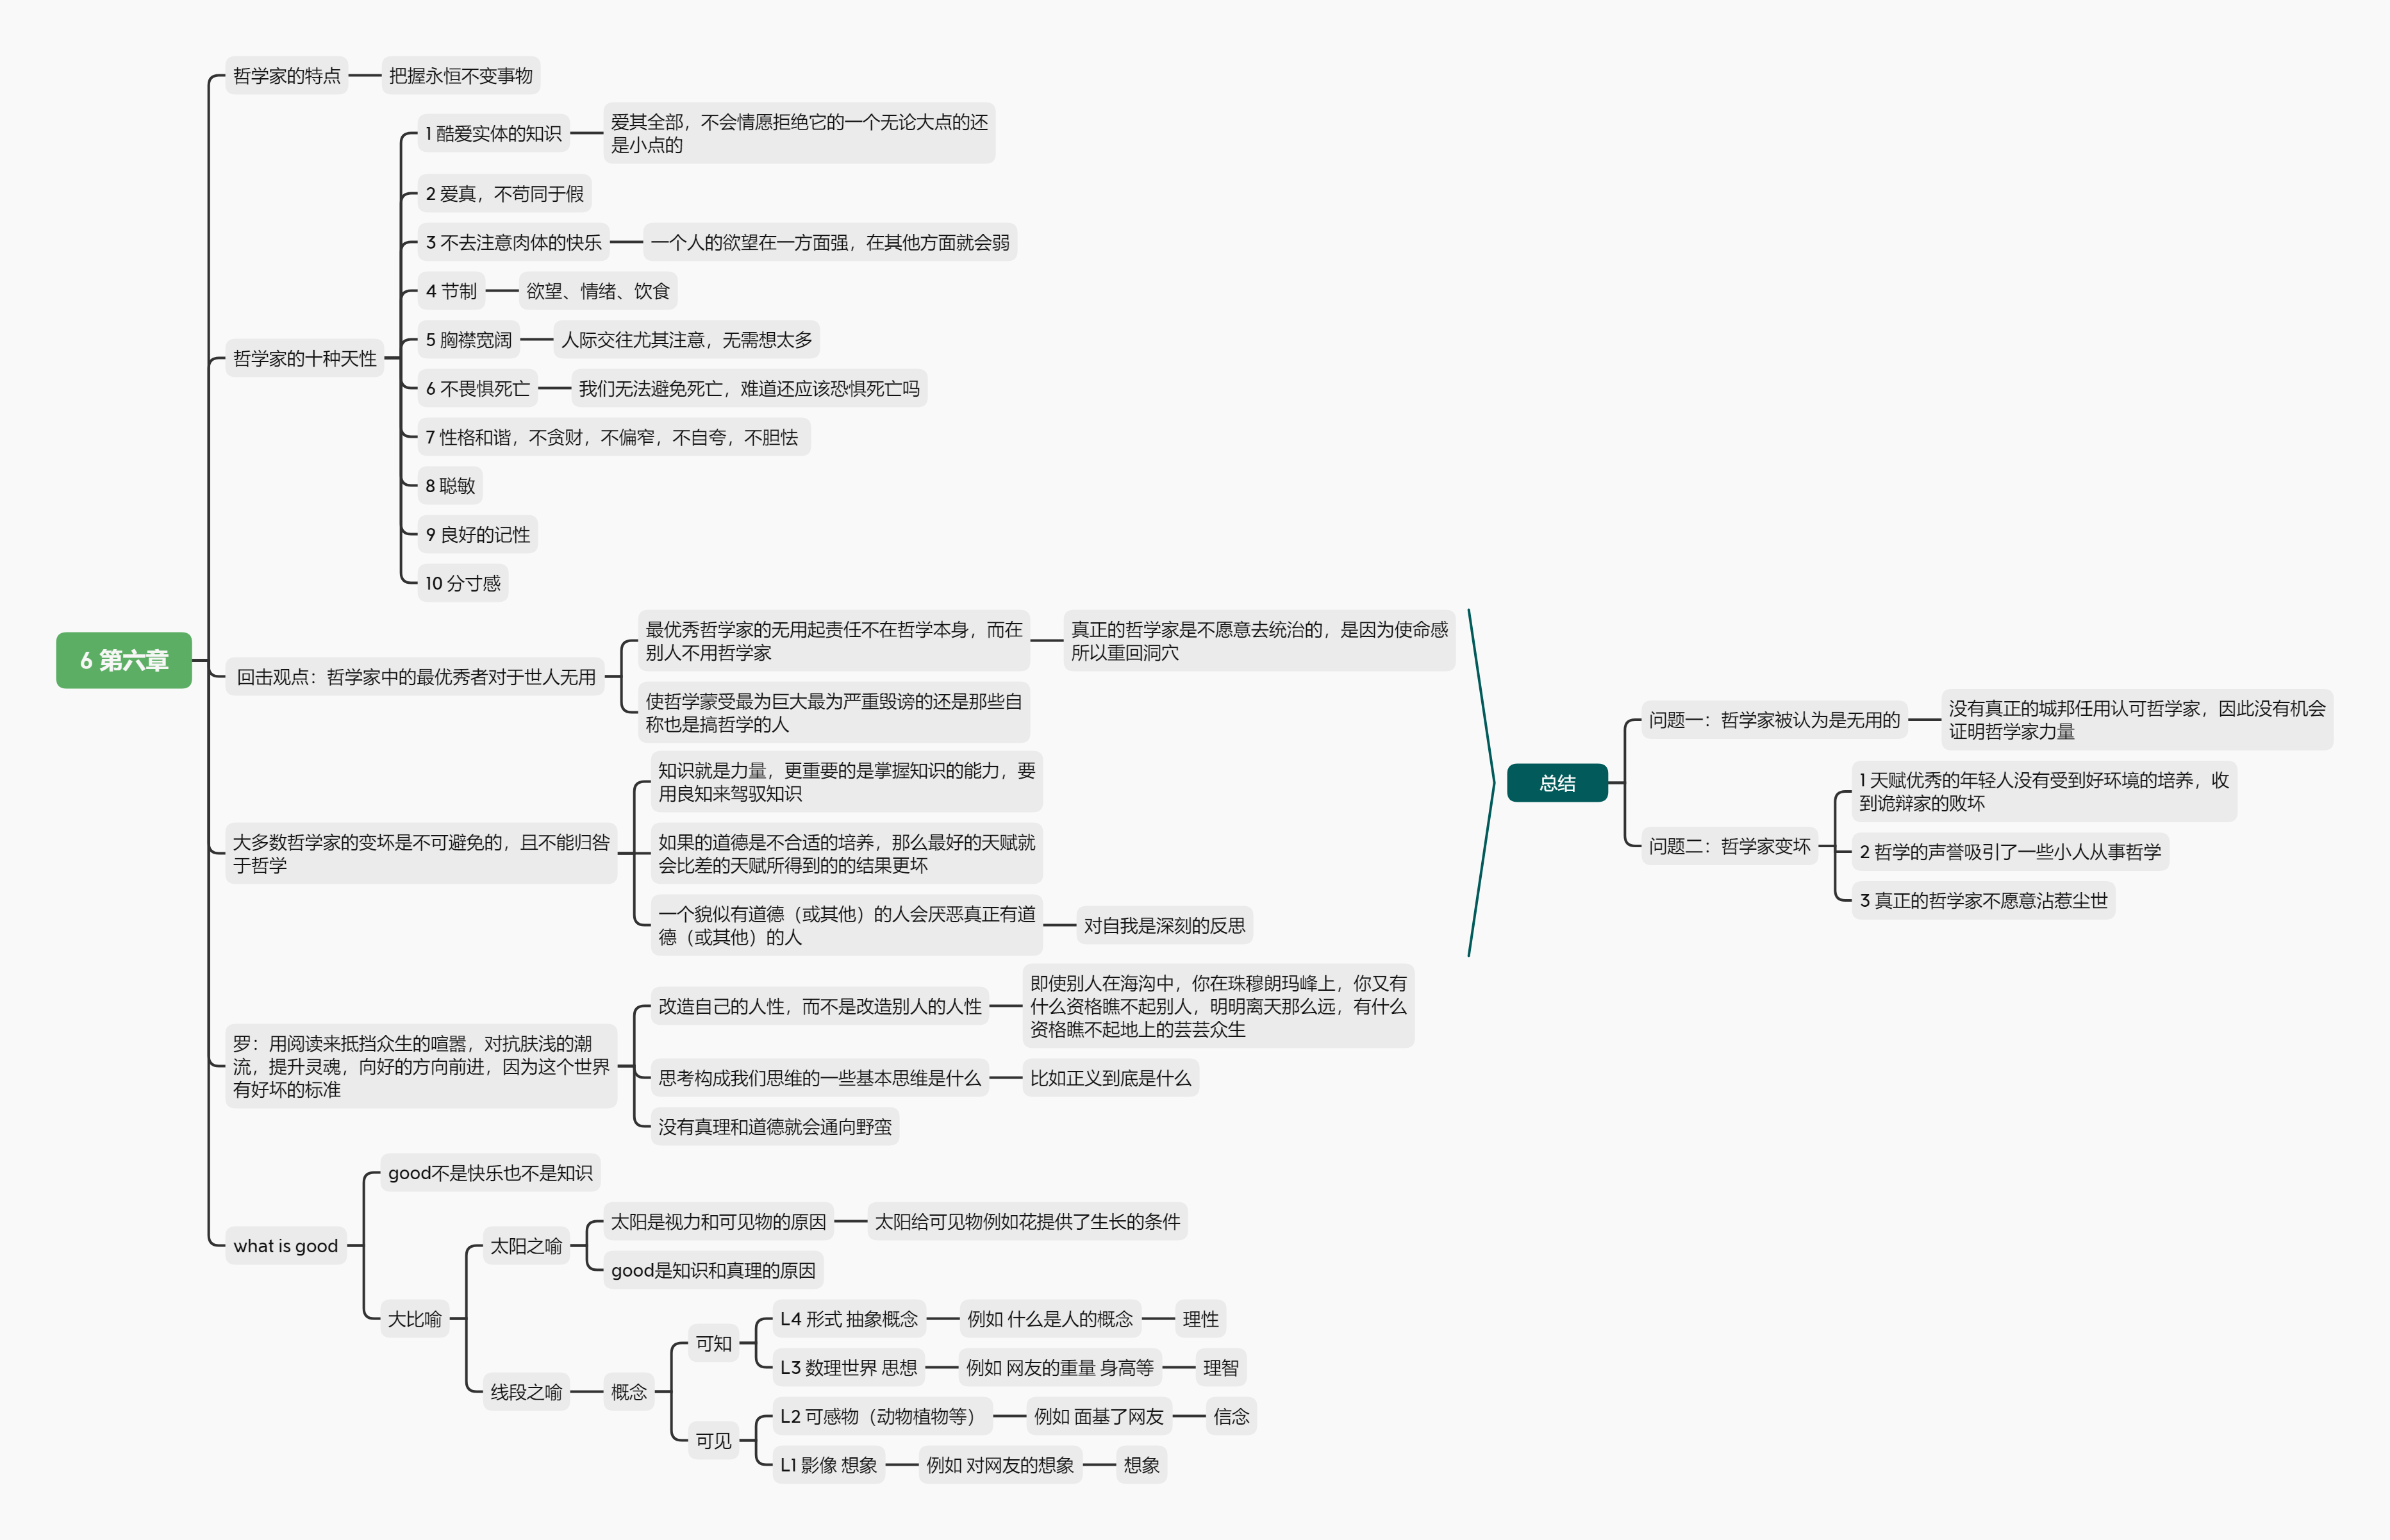 6 第六章
哲学家的特点
把握永恒不变事物
哲学家的十种天性
1 酷爱实体的知识
爱其全部，不会情愿拒绝它的一个无论大点的还
是小点的
2 爱真，不苟同于假
3 不去注意肉体的快乐
一个人的欲望在一方面强，在其他方面就会弱
4 节制
欲望、情绪、饮食
5 胸襟宽阔
人际交往尤其注意，无需想太多
6 不畏惧死亡
我们无法避免死亡，难道还应该恐惧死亡吗
7 性格和谐，不贪财，不偏窄，不自夸，不胆怯
8 聪敏
9 良好的记性
10 分寸感
回击观点：哲学家中的最优秀者对于世人无用
最优秀哲学家的无用起责任不在哲学本身，而在
别人不用哲学家
真正的哲学家是不愿意去统治的，是因为使命感
所以重回洞穴
使哲学蒙受最为巨大最为严重毁谤的还是那些自
称也是搞哲学的人
大多数哲学家的变坏是不可避免的，且不能归咎
于哲学
知识就是力量，更重要的是掌握知识的能力，要
用良知来驾驭知识
如果的道德是不合适的培养，那么最好的天赋就
会比差的天赋所得到的的结果更坏
一个貌似有道德（或其他）的人会厌恶真正有道
德（或其他）的人
对自我是深刻的反思
总结
问题一：哲学家被认为是无用的
没有真正的城邦任用认可哲学家，因此没有机会
证明哲学家力量
问题二：哲学家变坏
1 天赋优秀的年轻人没有受到好环境的培养，收
到诡辩家的败坏
2 哲学的声誉吸引了一些小人从事哲学
3 真正的哲学家不愿意沾惹尘世
罗：用阅读来抵挡众生的喧嚣，对抗肤浅的潮
流，提升灵魂，向好的方向前进，因为这个世界
有好坏的标准
改造自己的人性，而不是改造别人的人性
即使别人在海沟中，你在珠穆朗玛峰上，你又有
什么资格瞧不起别人，明明离天那么远，有什么
资格瞧不起地上的芸芸众生
思考构成我们思维的一些基本思维是什么
比如正义到底是什么
没有真理和道德就会通向野蛮
what is good
good不是快乐也不是知识
大比喻
太阳之喻
太阳是视力和可见物的原因
太阳给可见物例如花提供了生长的条件
good是知识和真理的原因
线段之喻
概念
可知
L4 形式 抽象概念
例如 什么是人的概念
理性
L3 数理世界 思想
例如 网友的重量 身高等
理智
可见
L2 可感物（动物植物等）
例如 面基了网友
信念
L1 影像 想象
例如 对网友的想象
想象